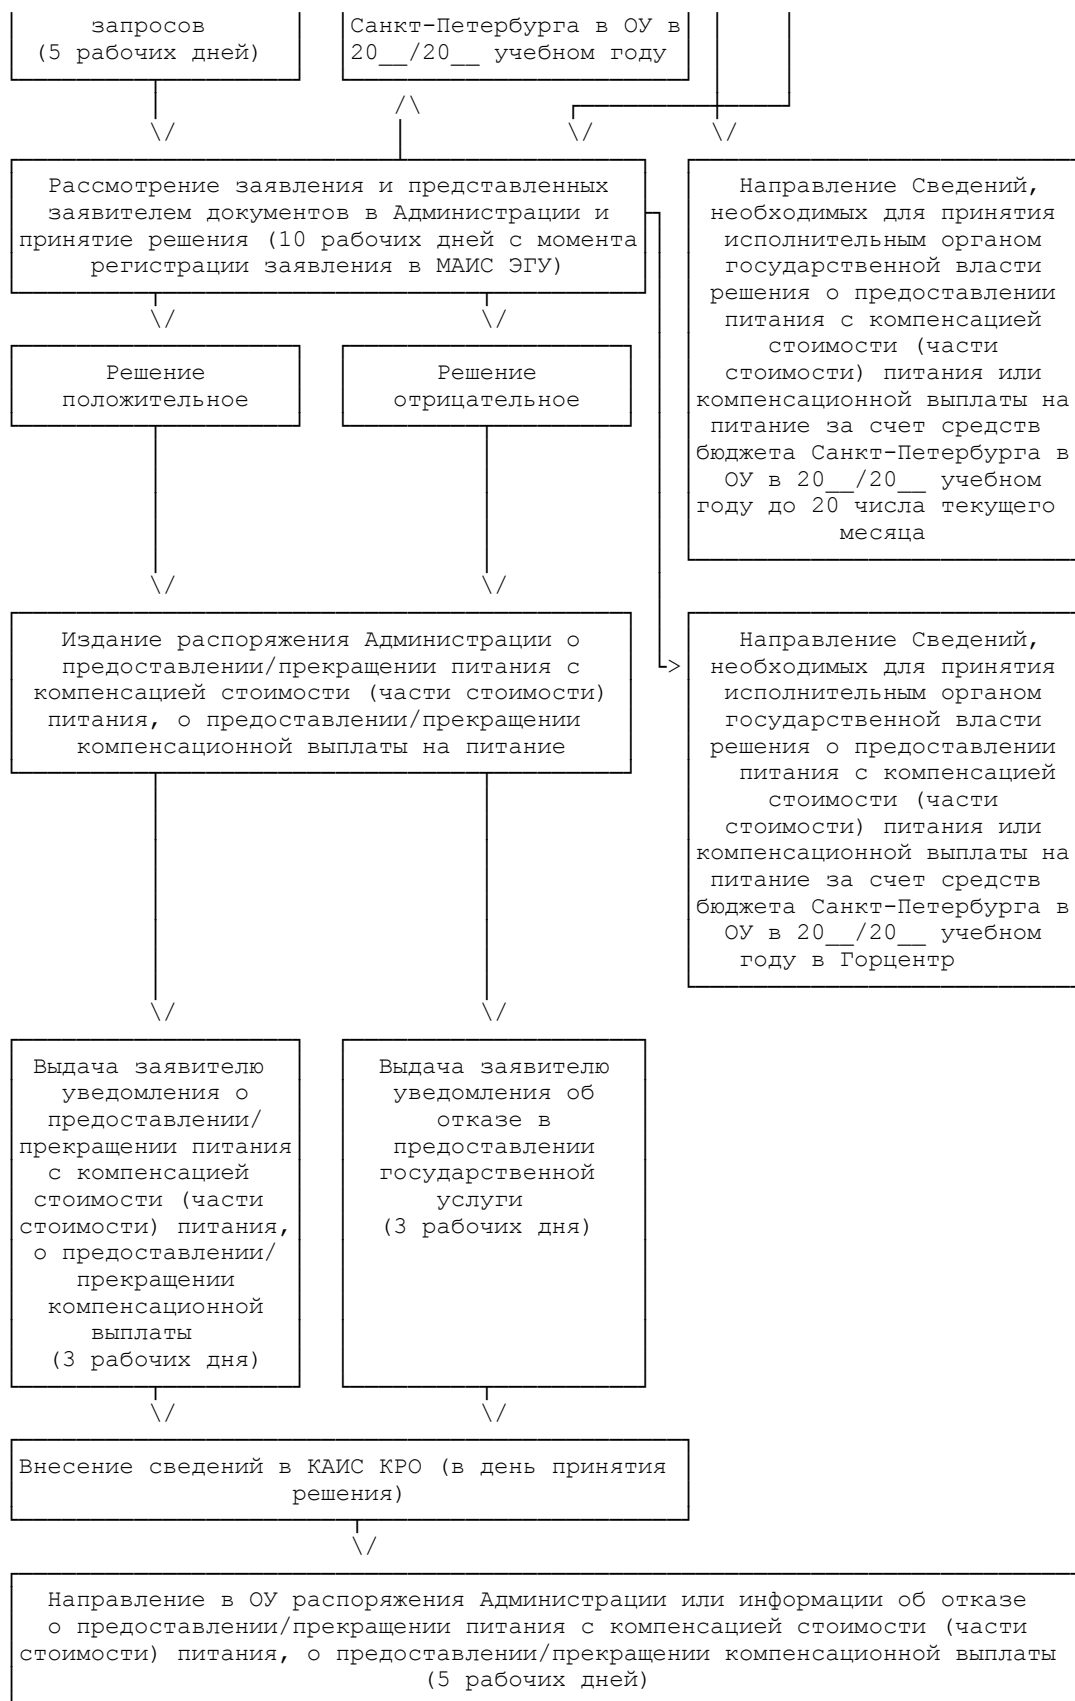 запросов
(5 рабочих дней)
Санкт-Петербурга в ОУ в
20__/20__ учебном году
Рассмотрение заявления и представленных
заявителем документов в Администрации и
принятие решения (10 рабочих дней с момента
регистрации заявления в МАИС ЭГУ)
Направление Сведений,
необходимых для принятия
исполнительным органом
государственной власти
решения о предоставлении
питания с компенсацией
стоимости (части
стоимости) питания или
компенсационной выплаты на
питание за счет средств
бюджета Санкт-Петербурга в
ОУ в 20__/20__ учебном
году до 20 числа текущего
месяца
Решение
положительное
Решение
отрицательное
Издание распоряжения Администрации о
предоставлении/прекращении питания с
компенсацией стоимости (части стоимости)
питания, о предоставлении/прекращении
компенсационной выплаты на питание
Направление Сведений,
необходимых для принятия
исполнительным органом
государственной власти
решения о предоставлении
питания с компенсацией
стоимости (части
стоимости) питания или
компенсационной выплаты на
питание за счет средств
бюджета Санкт-Петербурга в
ОУ в 20__/20__ учебном
году в Горцентр
Выдача заявителю
уведомления о
предоставлении/
прекращении питания
с компенсацией
стоимости (части
стоимости) питания,
о предоставлении/
прекращении
компенсационной
выплаты
(3 рабочих дня)
Выдача заявителю
уведомления об
отказе в
предоставлении
государственной
услуги
(3 рабочих дня)
Внесение сведений в КАИС КРО (в день принятия
решения)
Направление в ОУ распоряжения Администрации или информации об отказе
о предоставлении/прекращении питания с компенсацией стоимости (части
стоимости) питания, о предоставлении/прекращении компенсационной выплаты
(5 рабочих дней)